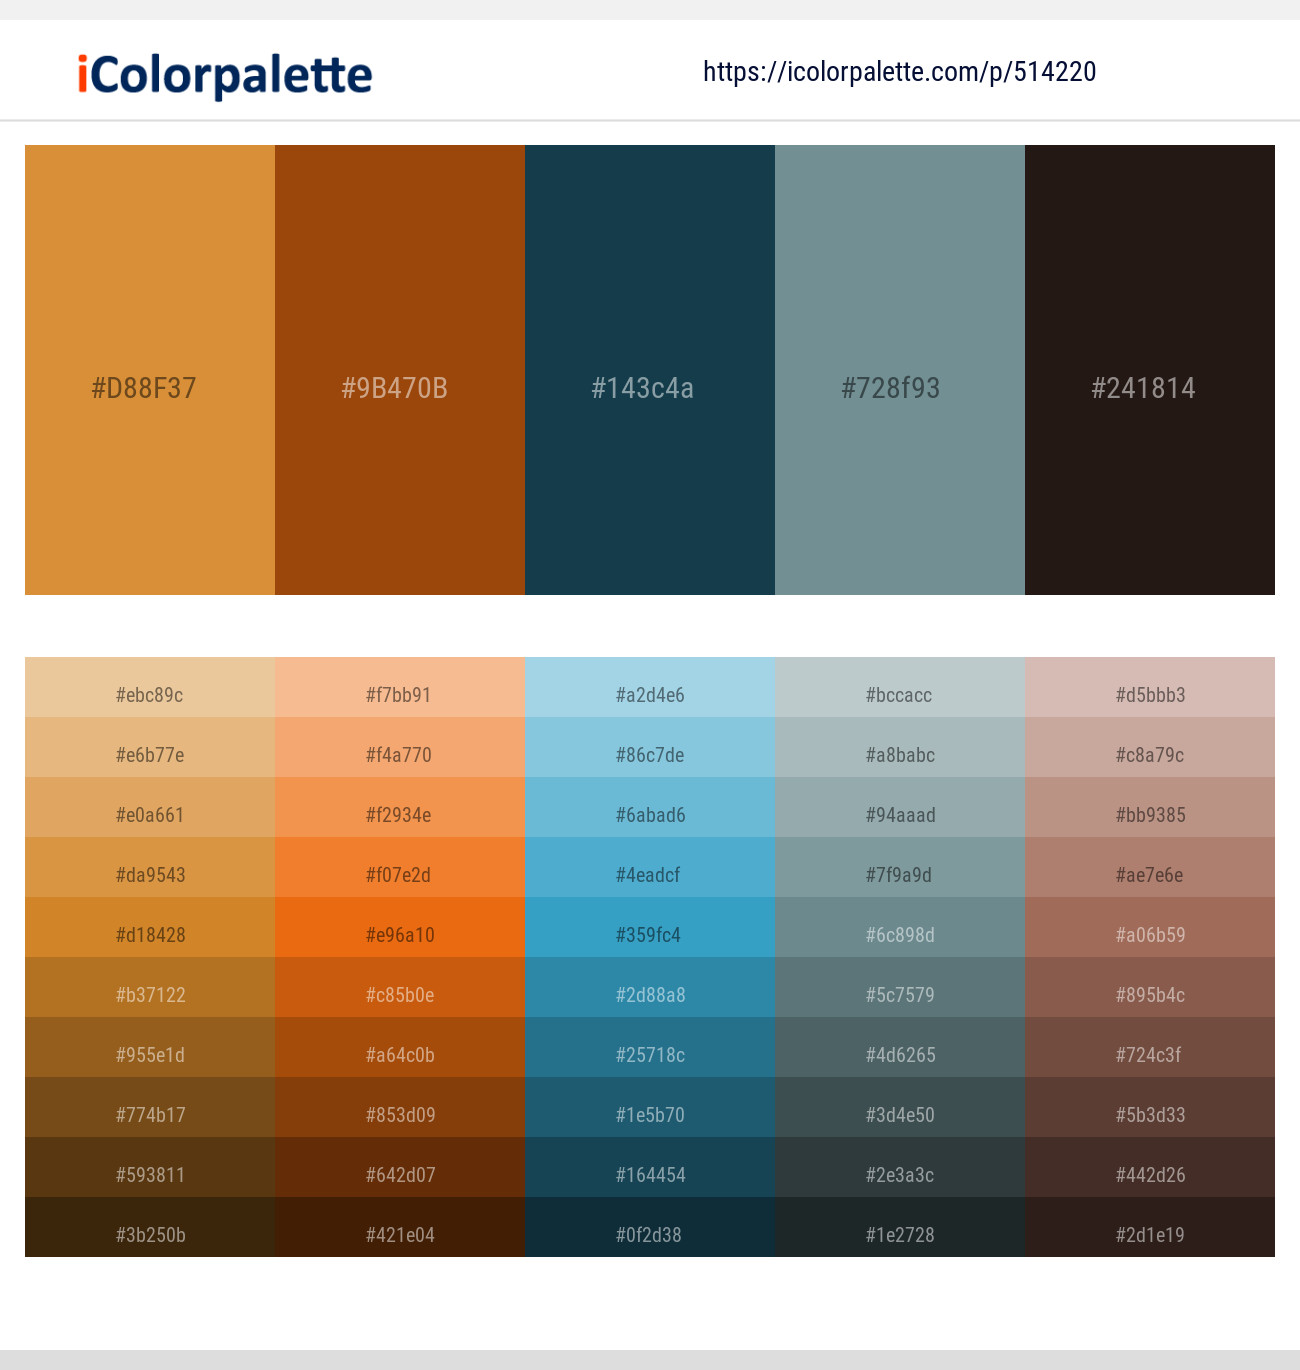 iColorpalette
https://icolorpalette.com/p/514220
#D88F37 #9B470B #143c4a #728f93 #241814
#ebc89c #f7bb91 #a2d4e6 #bccacc #d5bbb3
#e6b77e #f4a770 #86c7de #a8babc #c8a79c
#e0a661 #f2934e #6abad6 #94aaad #bb9385
#da9543 #f07e2d #4eadcf #7f9a9d #ae7e6e
#d18428 #e96a10 #359fc4 #6c898d #a06b59
#b37122 #c85b0e #2d88a8 #5c7579 #895b4c
#955e1d #a64c0b #25718c #4d6265 #724c3f
#774b17 #853d09 #1e5b70 #3d4e50 #5b3d33
#593811 #642d07 #164454 #2e3a3c #442d26
#3b250b #421e04 #0f2d38 #1e2728 #2d1e19